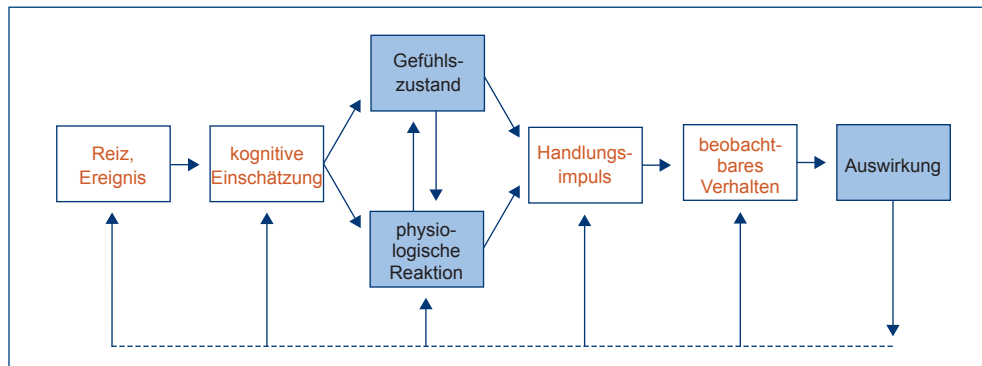 Gefühls-
zustand
Reiz,
Ereignis
kognitive
Einschätzung
Handlungs-
impuls
beobacht-
bares
Verhalten
Auswirkung
physio-
logische
Reaktion